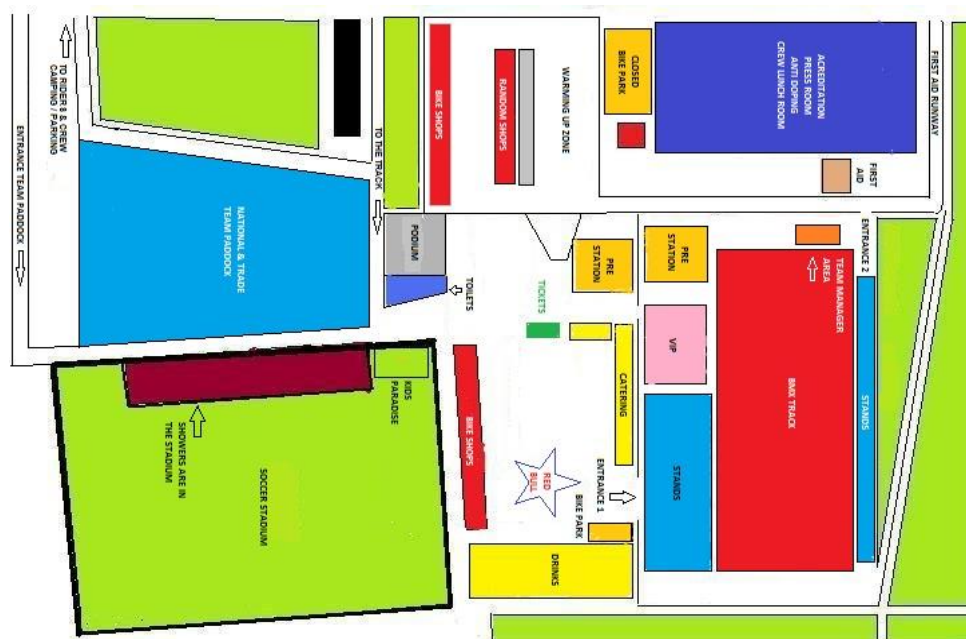 TO RIDERS & CREW
CAMPING / PARKING
ENTRANCE TEAM PADDOCK
NATIONAL & TRADE
TEAM PADDOCK
TO THE TRACK
BIKE SHOPS
RANDOM SHOPS
WARMING UP ZONE
CLOSED
BIKE PARK
ACREDITATION
PRESS ROOM
ANTI DOPING
CREW LUNCH ROOM
FIRST AID RUNWAY
FIRST
AID
PODIUM
TOILETS
PRE
STATION
PRE
STATION
ENTRANCE 2
TEAM MANAGER
AREA
TICKETS
VIP
CATERING
BMX TRACK
STANDS
KIDS
PARADISE
SHOWERS ARE IN
THE STADIUM
SOCCER STADIUM
BIKE SHOPS
RED
BULL
ENTRANCE 1
BIKE PARK
STANDS
DRINKS